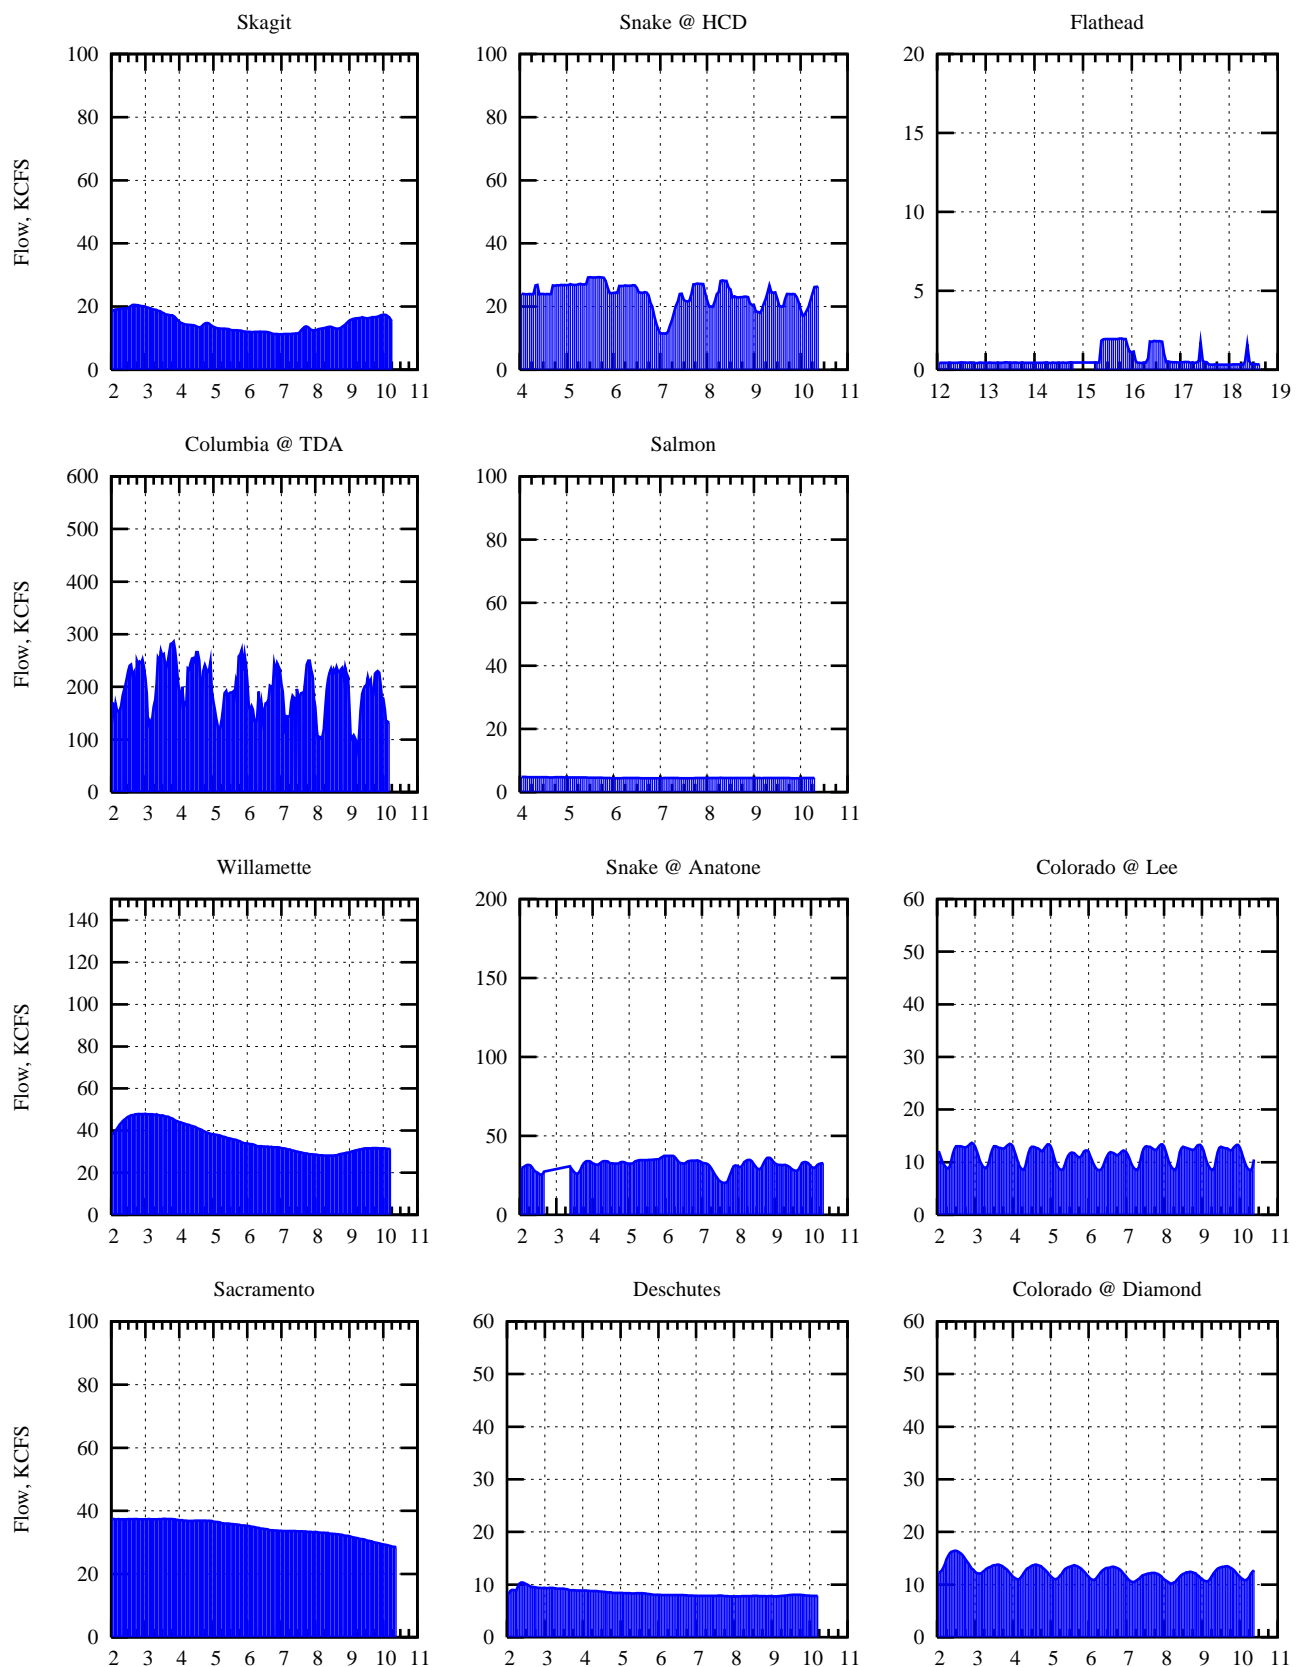 Skagit
Snake @ HCD
Flathead
Flow, KCFS
100
80
60
40
20
0
2 3 4 5 6 7 8 9 10 11
100
80
60
40
20
0
4 5 6 7 8 9 10 11
20
15
10
5
0
12 13 14 15 16 17 18 19
Columbia @ TDA
Salmon
Flow, KCFS
600
500
400
300
200
100
0
2 3 4 5 6 7 8 9 10 11
100
80
60
40
20
0
4 5 6 7 8 9 10 11
Willamette
Snake @ Anatone
Colorado @ Lee
Flow, KCFS
140
120
100
80
60
40
20
0
2 3 4 5 6 7 8 9 10 11
200
150
100
50
0
2 3 4 5 6 7 8 9 10 11
60
50
40
30
20
10
0
2 3 4 5 6 7 8 9 10 11
Sacramento
Deschutes
Colorado @ Diamond
Flow, KCFS
100
80
60
40
20
0
2 3 4 5 6 7 8 9 10 11
60
50
40
30
20
10
0
2 3 4 5 6 7 8 9 10 11
60
50
40
30
20
10
0
2 3 4 5 6 7 8 9 10 11